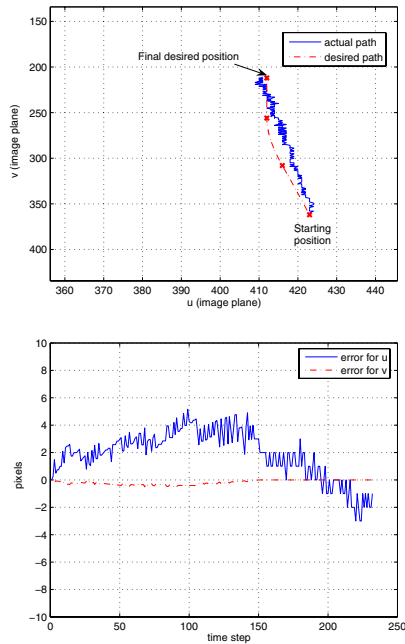 150
200
250
300
350
400
v (image plane)
360
370
380
390
400
410
420
430
440
u (image plane)
actual path
desired path
Final desired position
Starting
position
10
8
6
4
2
0
−2
−4
−6
−8
−10
pixels
0
50
100
150
200
250
time step
error for u
error for v